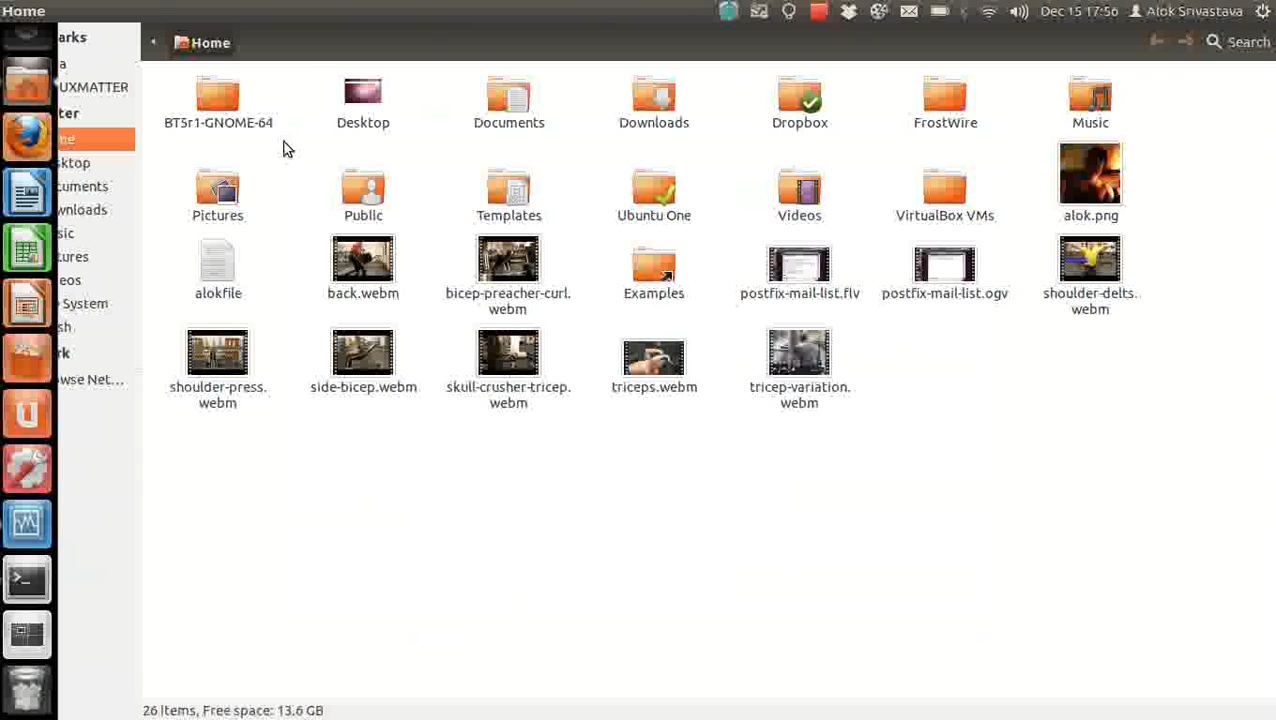 Home
Dec 15 17:56
Alok Srivastava
arks
Home
Search
a
UXMATTER
ter
me
sktop
cuments
wnloads
sic
tures
eos
System
sh
rk
owse Net…
BT5r1-GNOME-64
Desktop
Documents
Downloads
Dropbox
FrostWire
Music
Pictures
Public
Templates
Ubuntu One
Videos
VirtualBox VMs
alok.png
alokfile
back.webm
bicep-preacher-curl.
webm
Examples
postfix-mail-list.flv
postfix-mail-list.ogv
shoulder-delts.
webm
shoulder-press.
webm
side-bicep.webm
skull-crusher-tricep.
webm
triceps.webm
tricep-variation.
webm
26 items, Free space: 13.6 GB